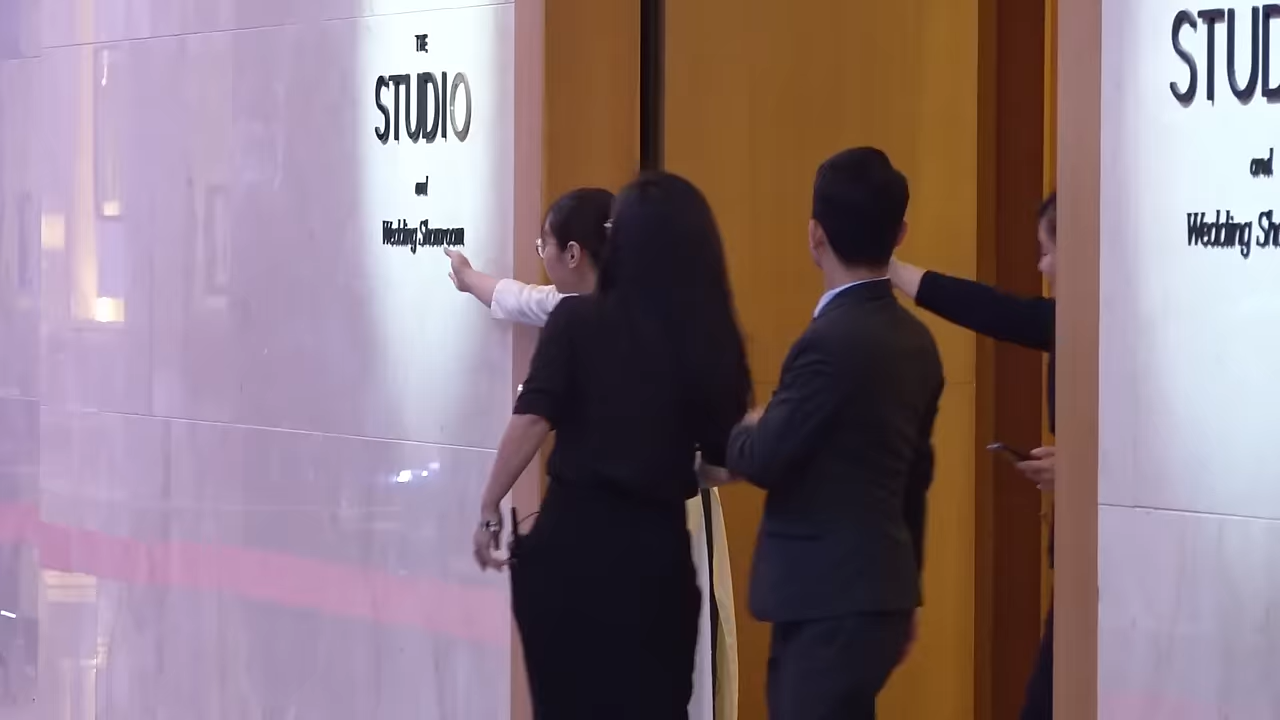 THE
STUDIO
and
Wedding Showroom
STUD
and
Wedding Sho